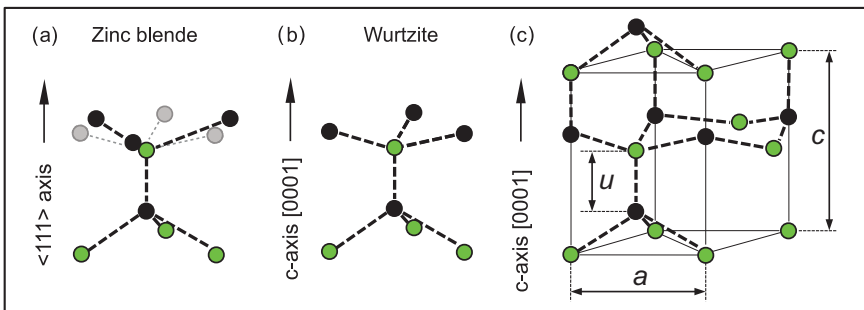 (a) Zinc blende
<111> axis
(b) Wurtzite
c-axis [0001]
(c)
c-axis [0001]
u
a
c